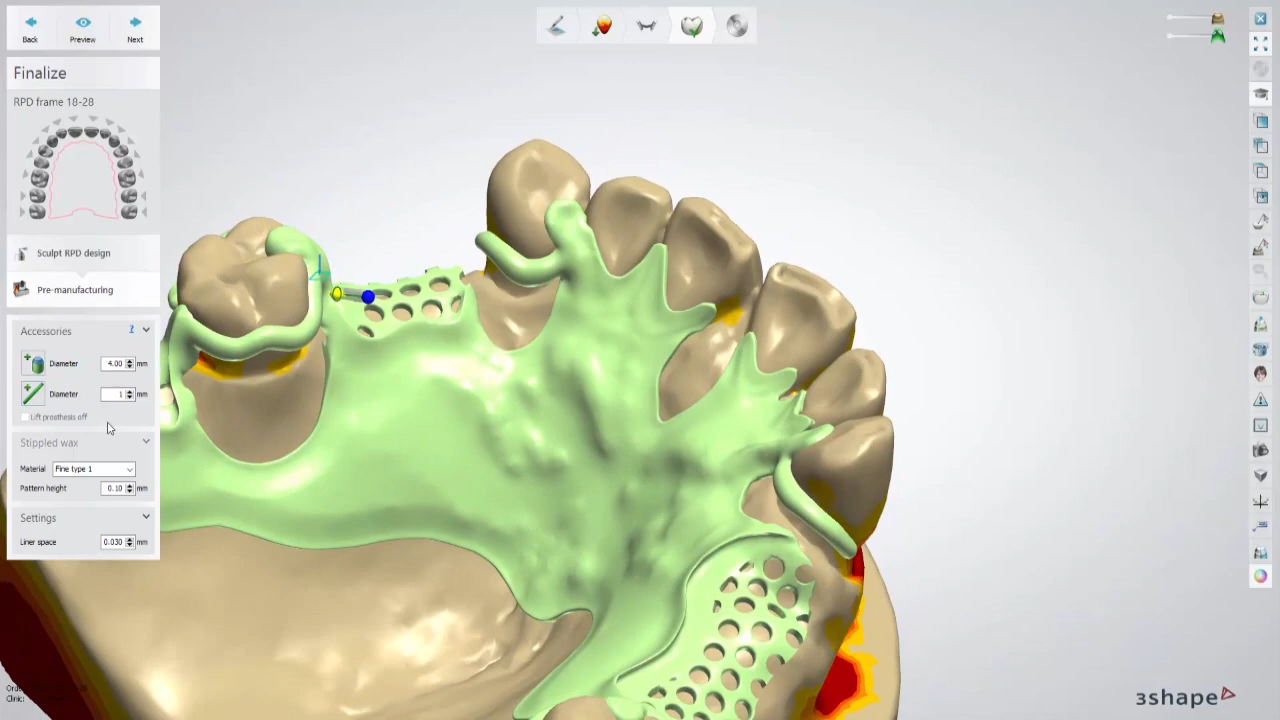 Back
Preview
Next
Finalize
RPD frame 18-28
Sculpt RPD design
Pre-manufacturing
Accessories
2
Diameter 4.00 mm
Diameter 1 mm
Lift prosthesis off
Stippled wax
Material Fine type 1
Pattern height 0.10 mm
Settings
Liner space 0.030 mm
Clinic:
3shape